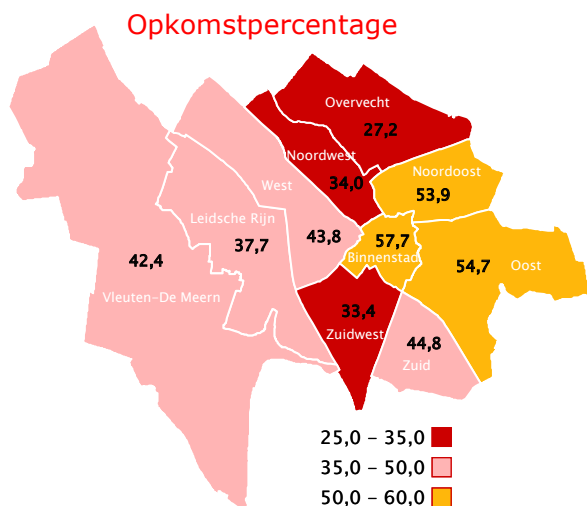 Opkomstpercentage
Overvecht
27,2
Noordwest
34,0
Noordoost
53,9
West
43,8
Leidsche Rijn
37,7
57,7
Binnenstad
42,4
Vleuten-De Meern
54,7
Oost
33,4
Zuidwest
44,8
Zuid
25,0 – 35,0
35,0 – 50,0
50,0 – 60,0